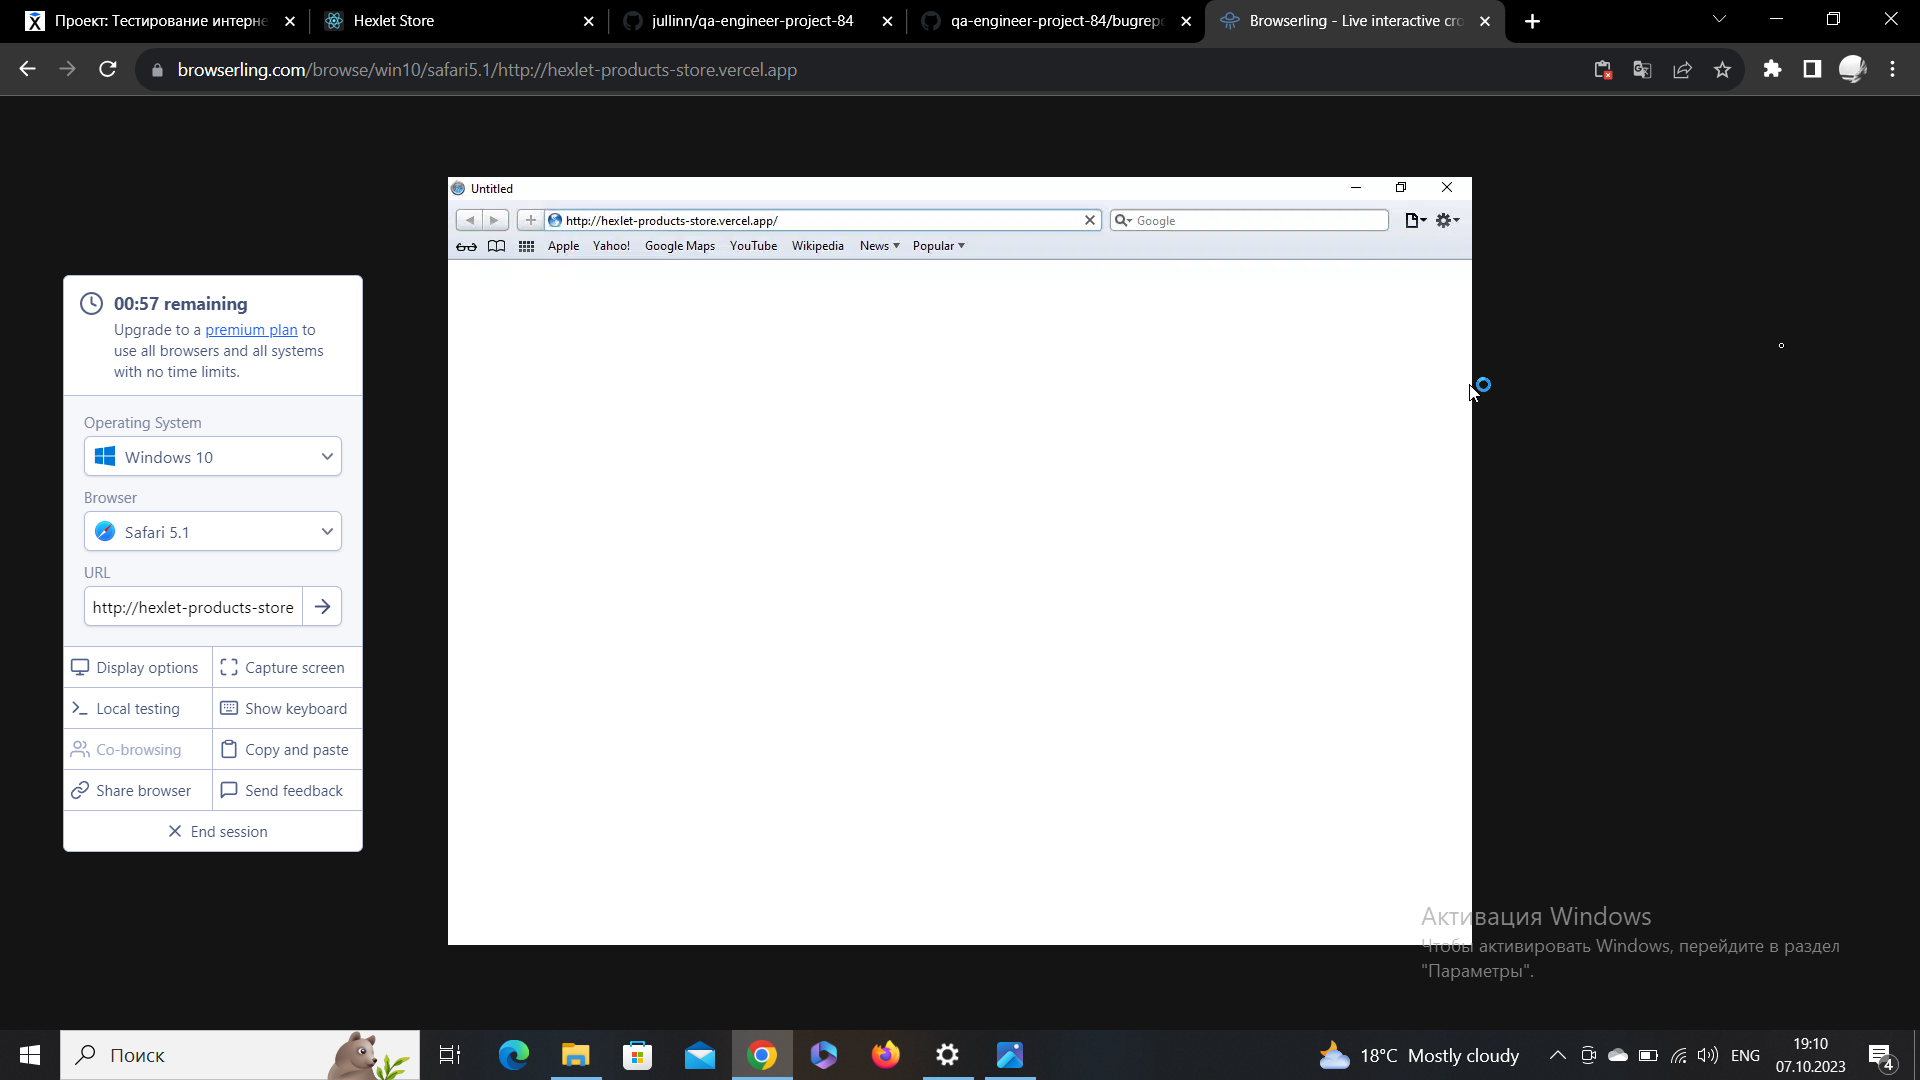 Проект: Тестирование интерне
Hexlet Store
jullinn/qa-engineer-project-84
qa-engineer-project-84/bugrepo
Browserling - Live interactive cro
browserling.com/browse/win10/safari5.1/http://hexlet-products-store.vercel.app
Untitled
http://hexlet-products-store.vercel.app/
Google
Apple
Yahoo!
Google Maps
YouTube
Wikipedia
News
Popular
00:57 remaining
Upgrade to a premium plan to
use all browsers and all systems
with no time limits.
Operating System
Windows 10
Browser
Safari 5.1
URL
http://hexlet-products-store
Display options
Capture screen
Local testing
Show keyboard
Co-browsing
Copy and paste
Share browser
Send feedback
End session
Активация Windows
Чтобы активировать Windows, перейдите в раздел
"Параметры".
Поиск
18°C Mostly cloudy
ENG
19:10
07.10.2023
4